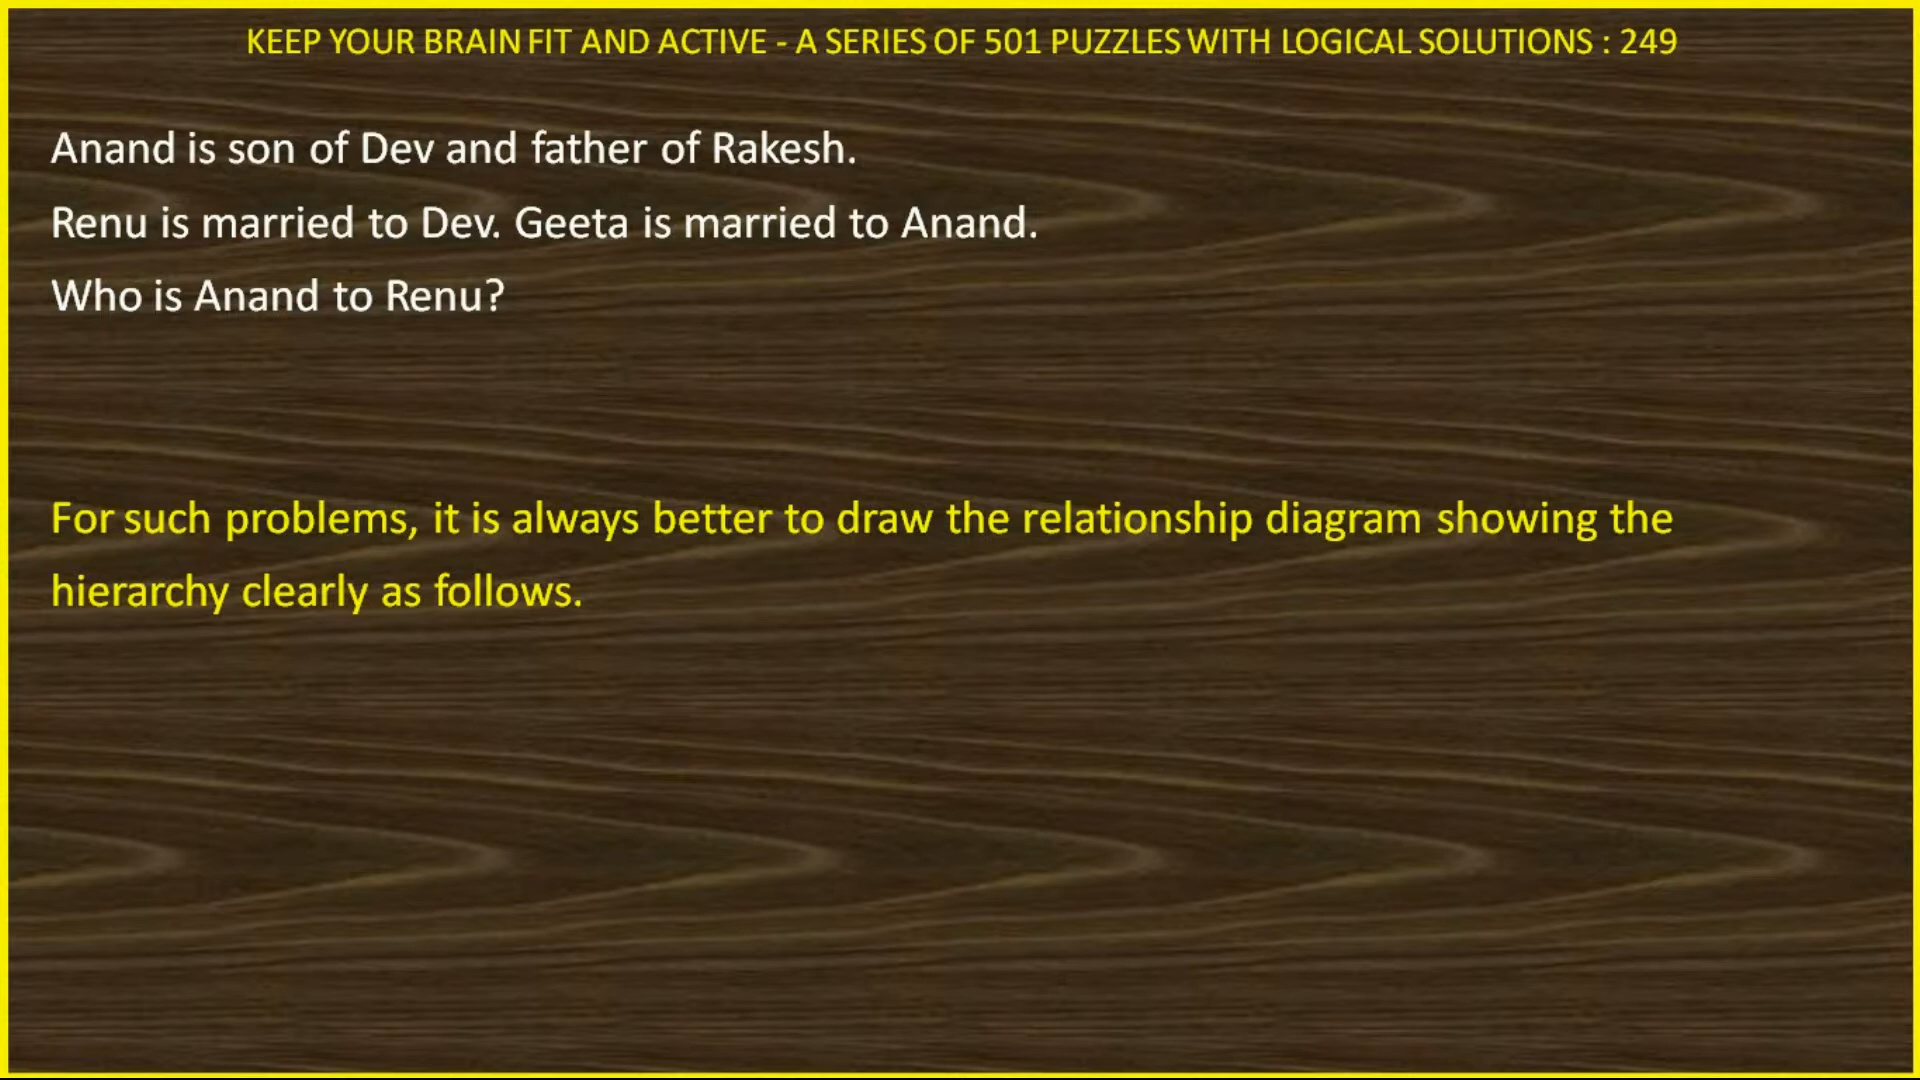 KEEP YOUR BRAIN FIT AND ACTIVE - A SERIES OF 501 PUZZLES WITH LOGICAL SOLUTIONS : 249
Anand is son of Dev and father of Rakesh.
Renu is married to Dev. Geeta is married to Anand.
Who is Anand to Renu?
For such problems, it is always better to draw the relationship diagram showing the
hierarchy clearly as follows.